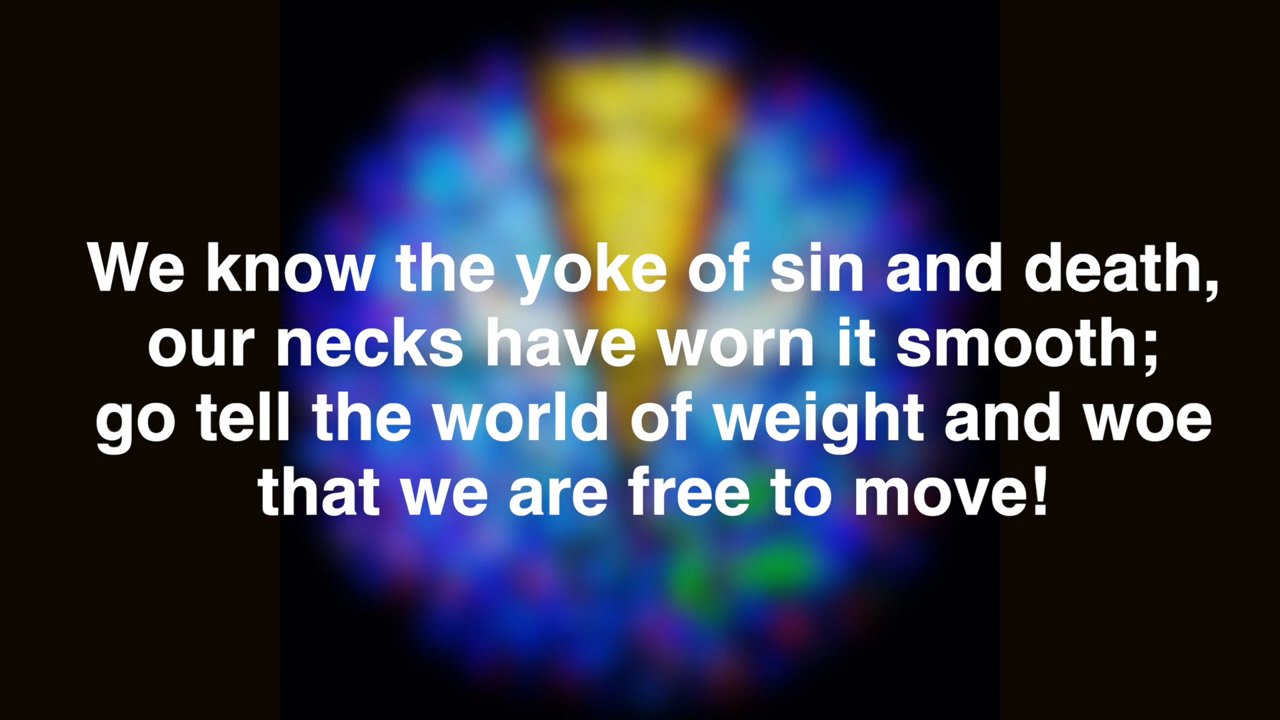 We know the yoke of sin and death,
our necks have worn it smooth;
go tell the world of weight and woe
that we are free to move!